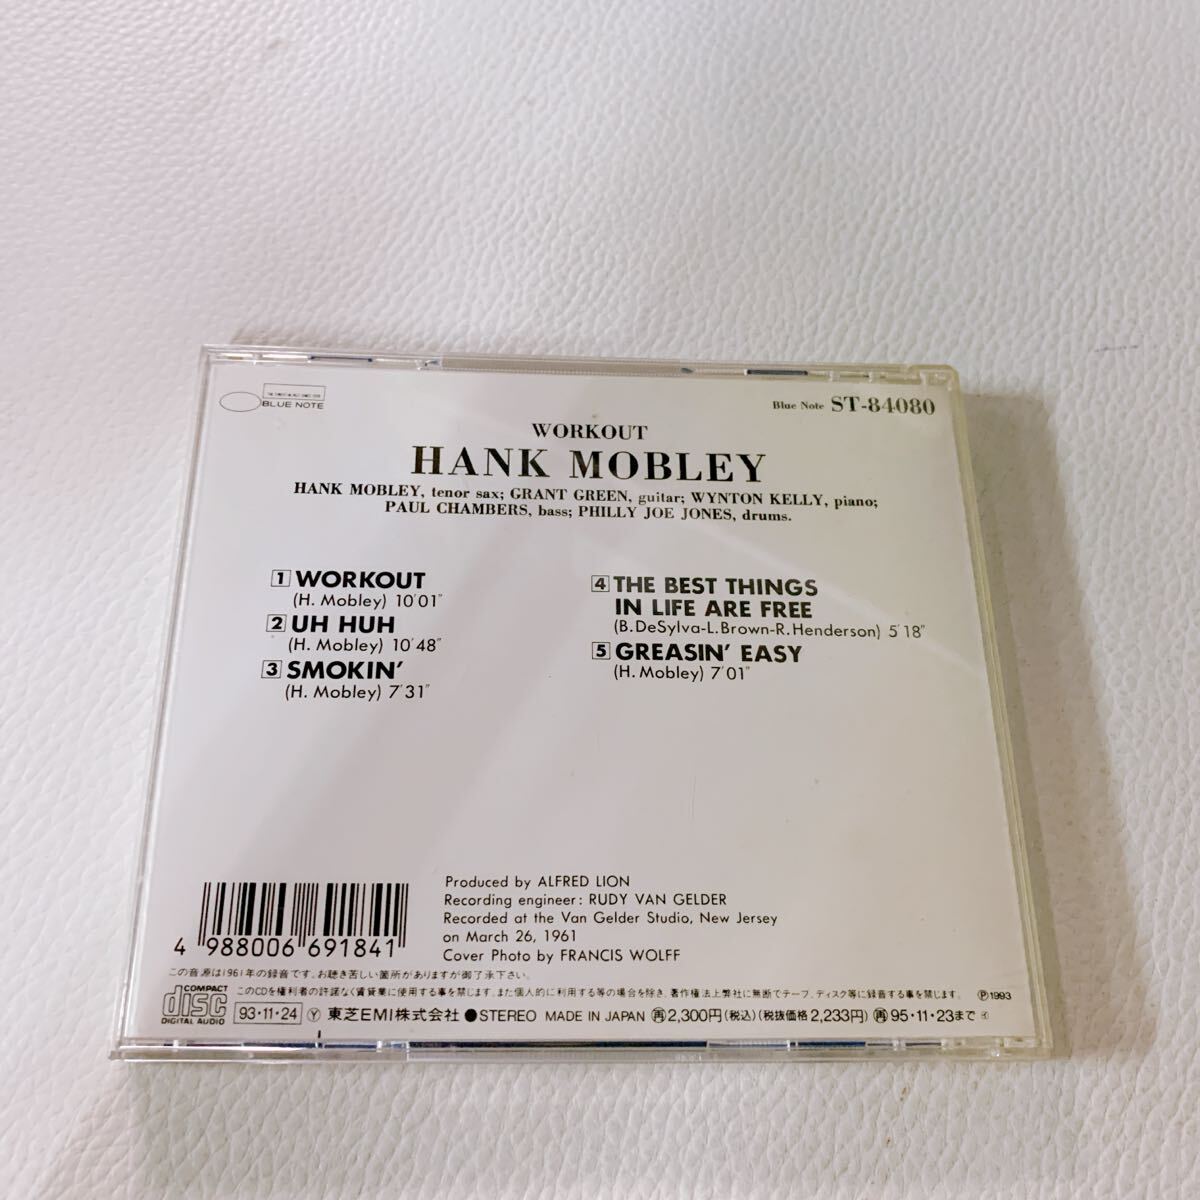 BLUE NOTE
Blue Note ST-84080
WORKOUT
HANK MOBLEY
HANK MOBLEY, tenor sax; GRANT GREEN, guitar; WYNTON KELLY, piano;
PAUL CHAMBERS, bass; PHILLY JOE JONES, drums.
1 WORKOUT
(H. Mobley) 10'01"
2 UH HUH
(H. Mobley) 10'48"
3 SMOKIN'
(H. Mobley) 7'31"
4 THE BEST THINGS
IN LIFE ARE FREE
(B.DeSylva-L.Brown-R.Henderson) 5'18"
5 GREASIN' EASY
(H. Mobley) 7'01"
Produced by ALFRED LION
Recording engineer: RUDY VAN GELDER
Recorded at the Van Gelder Studio, New Jersey
on March 26, 1961
Cover Photo by FRANCIS WOLFF
4 988006 691841
この音源は1961年の録音です。お聴き苦しい箇所がありますが御了承下さい。
このCDを権利者の許諾なく賃貸業に使用する事を禁じます。また個人的に利用する等の場合を除き、著作権法上弊社に無断でテープ、ディスク等に録音する事を禁じます。 Ⓟ1993
COMPACT disc DIGITAL AUDIO
93・11・24 Ⓨ 東芝EMI株式会社 ●STEREO MADE IN JAPAN 再2,300円(税込)(税抜価格2,233円) 再95・11・23まで